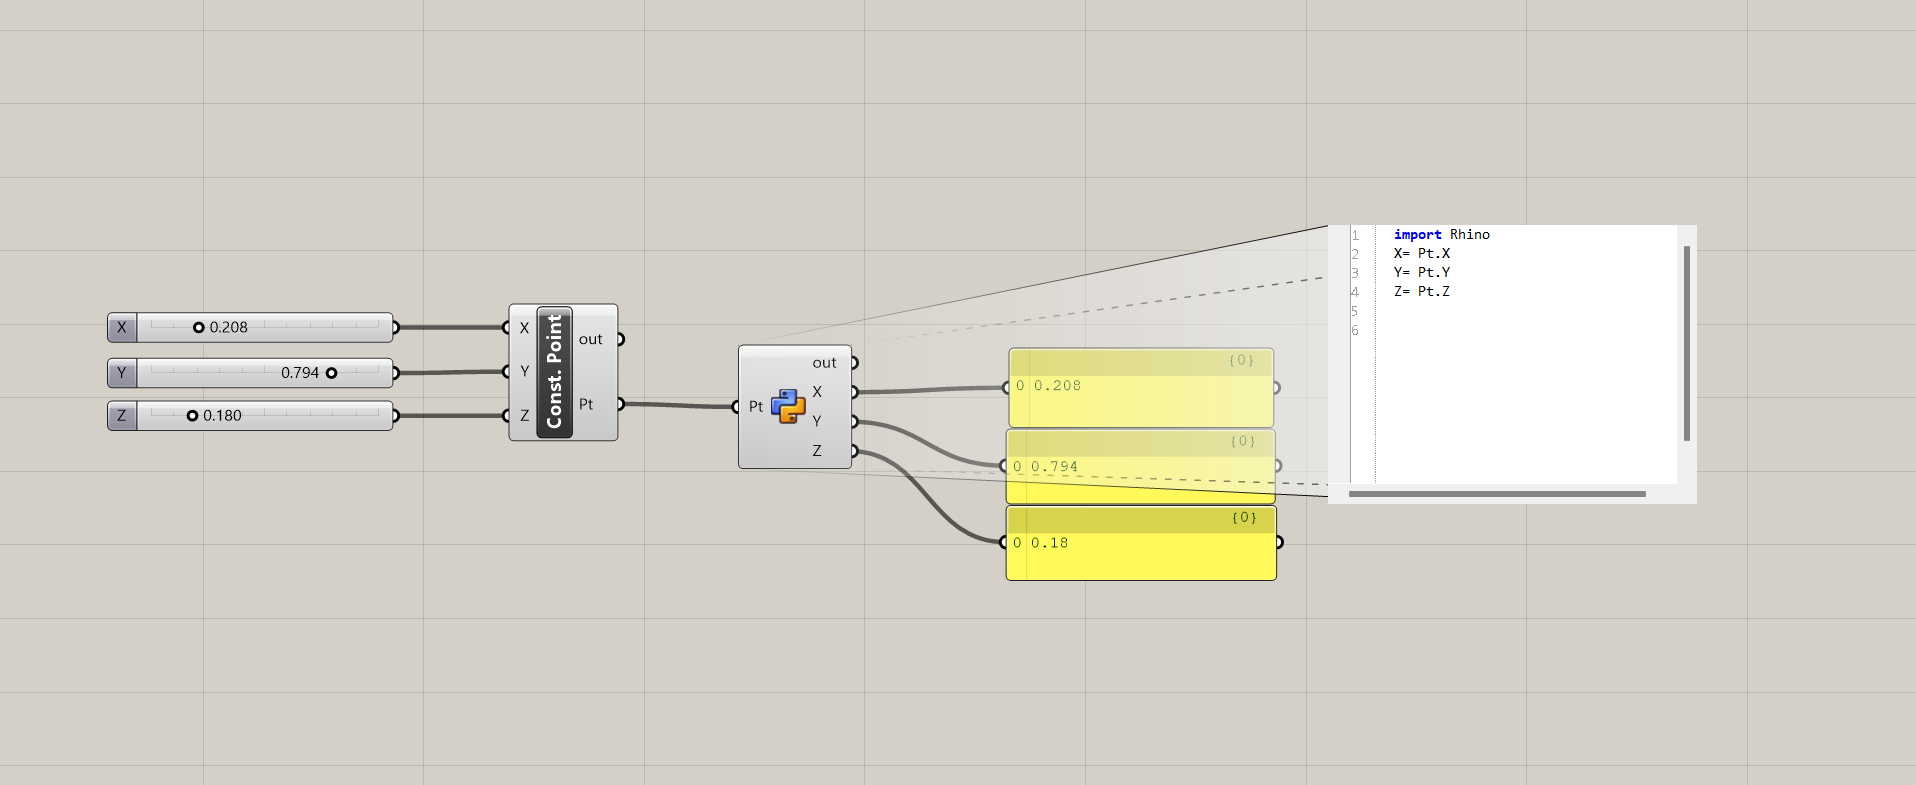 X 0.208
Y 0.794
Z 0.180
X
Y
Z
Const. Point
out
Pt
Pt
out
X
Y
Z
{0}
0 0.208
{0}
0 0.794
{0}
0 0.18
1 import Rhino
2 X= Pt.X
3 Y= Pt.Y
4 Z= Pt.Z
5
6